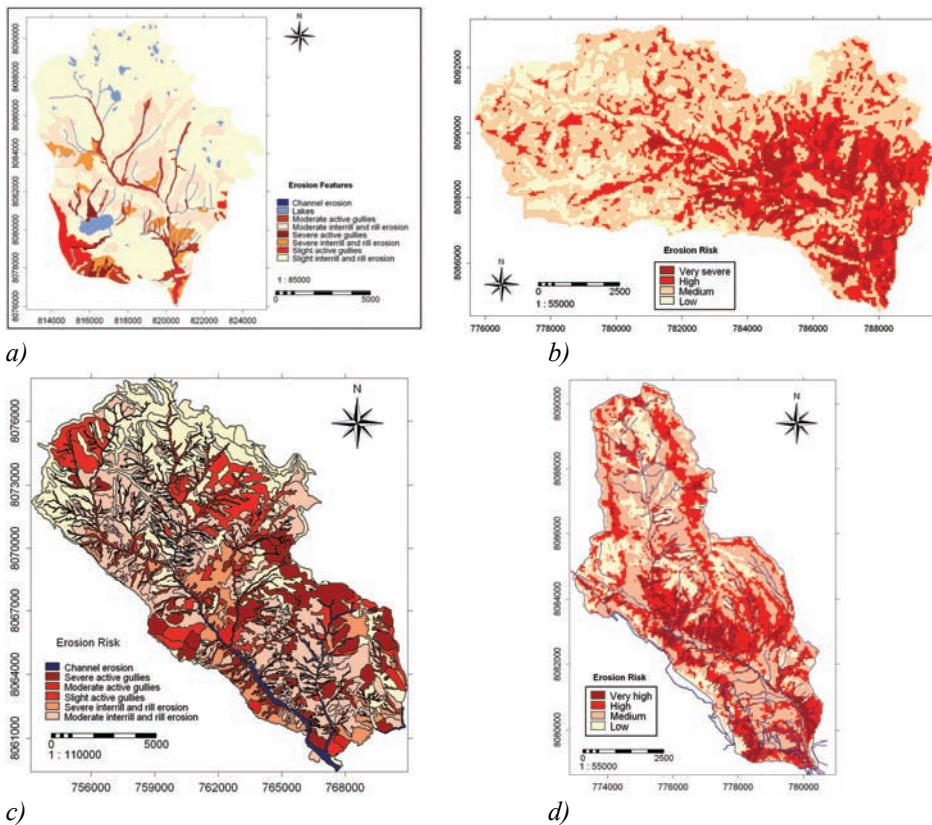 N
8090000
8088000
8086000
8084000
8082000
8080000
8078000
8076000
Erosion Features
Channel erosion
Lakes
Moderate active gullies
Moderate interrill and rill erosion
Severe active gullies
Severe interrill and rill erosion
Slight active gullies
Slight interrill and rill erosion
1 : 85000
0 5000
814000 816000 818000 820000 822000 824000
a)
8092000
8090000
8088000
8086000
N
Erosion Risk
Very severe
High
Medium
Low
0 2500
1 : 55000
776000 778000 780000 782000 784000 786000 788000
b)
N
8076000
8073000
8070000
8067000
8064000
8061000
Erosion Risk
Channel erosion
Severe active gullies
Moderate active gullies
Slight active gullies
Severe interrill and rill erosion
Moderate interrill and rill erosion
0 5000
1 : 110000
756000 759000 762000 765000 768000
c)
N
8090000
8088000
8086000
8084000
8082000
8080000
Erosion Risk
Very high
High
Medium
Low
0 2500
1 : 55000
774000 776000 778000 780000
d)